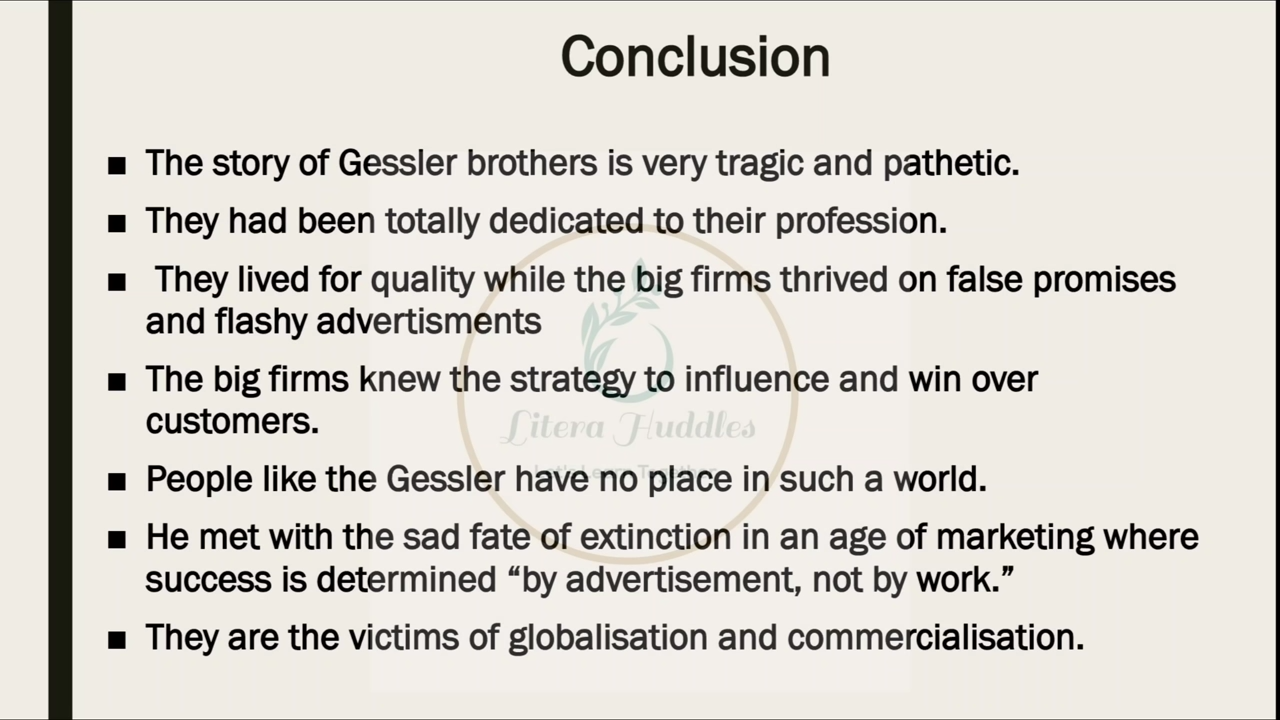 Conclusion
■ The story of Gessler brothers is very tragic and pathetic.
■ They had been totally dedicated to their profession.
■ They lived for quality while the big firms thrived on false promises
and flashy advertisments
■ The big firms knew the strategy to influence and win over
customers.
Litera Huddles
Let's Learn Together
■ People like the Gessler have no place in such a world.
■ He met with the sad fate of extinction in an age of marketing where
success is determined “by advertisement, not by work.”
■ They are the victims of globalisation and commercialisation.